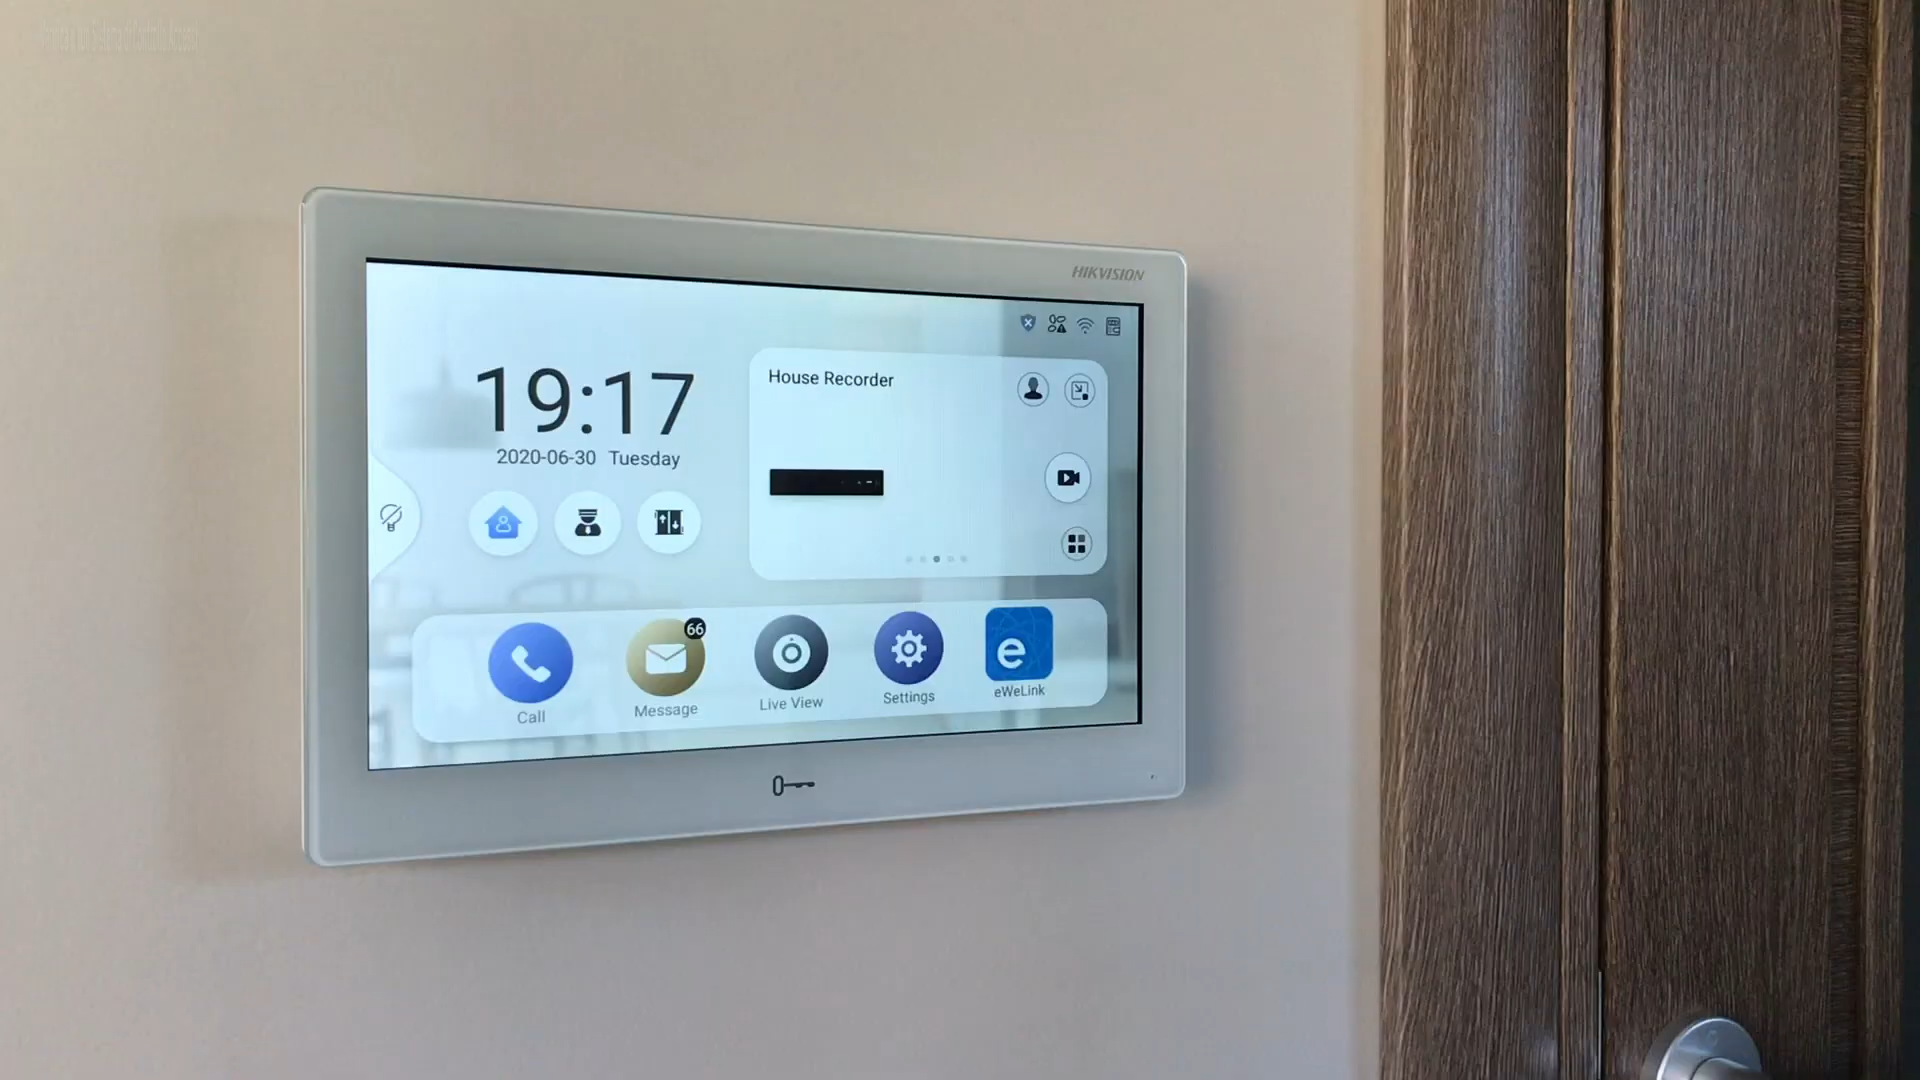 HIKVISION
19:17
2020-06-30 Tuesday
House Recorder
66
Call
Message
Live View
Settings
e
eWeLink